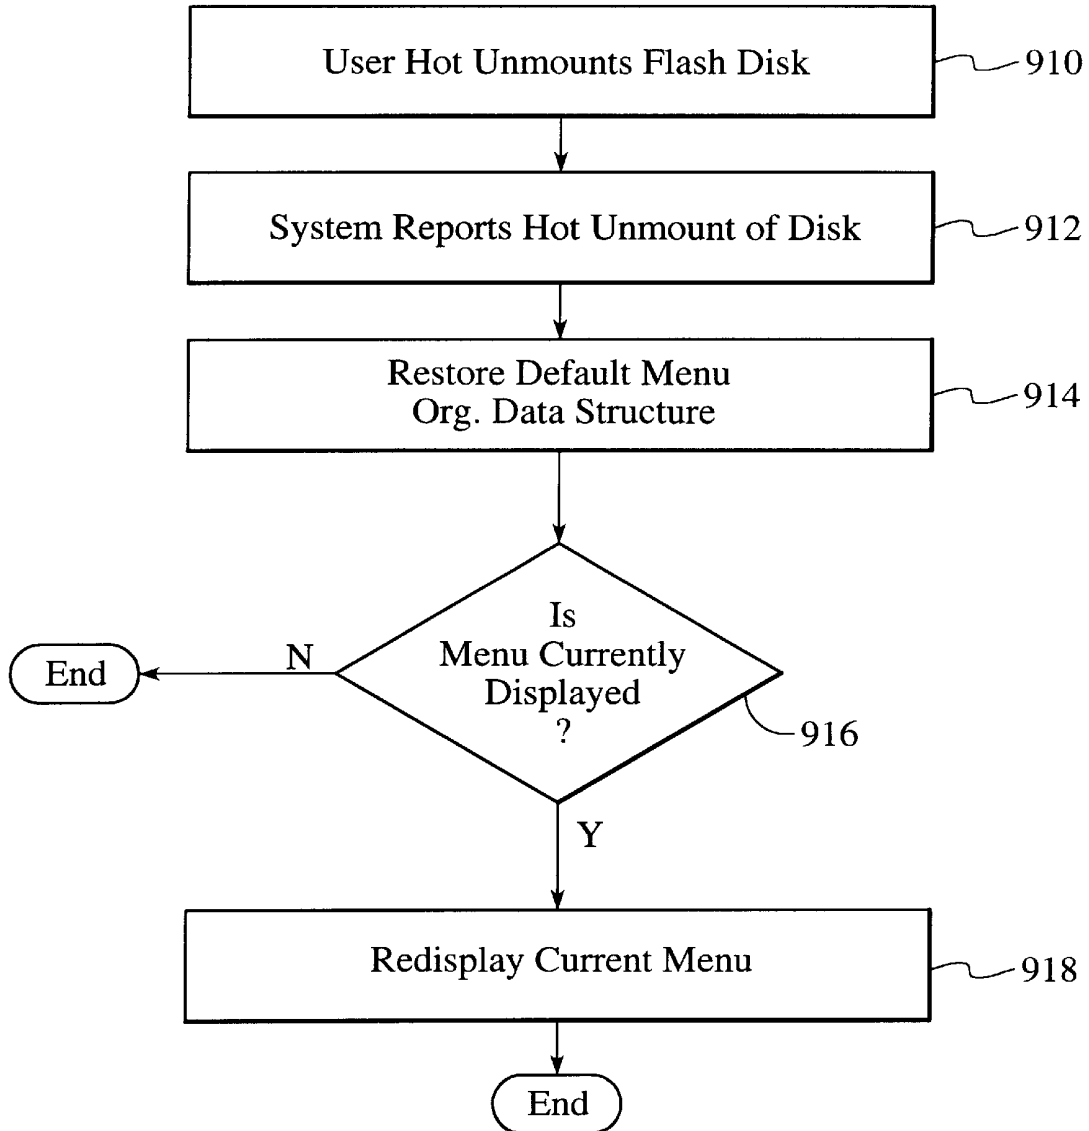 User Hot Unmounts Flash Disk
910
System Reports Hot Unmount of Disk
912
Restore Default Menu
Org. Data Structure
914
Is
Menu Currently
Displayed
?
916
N
End
Y
Redisplay Current Menu
918
End